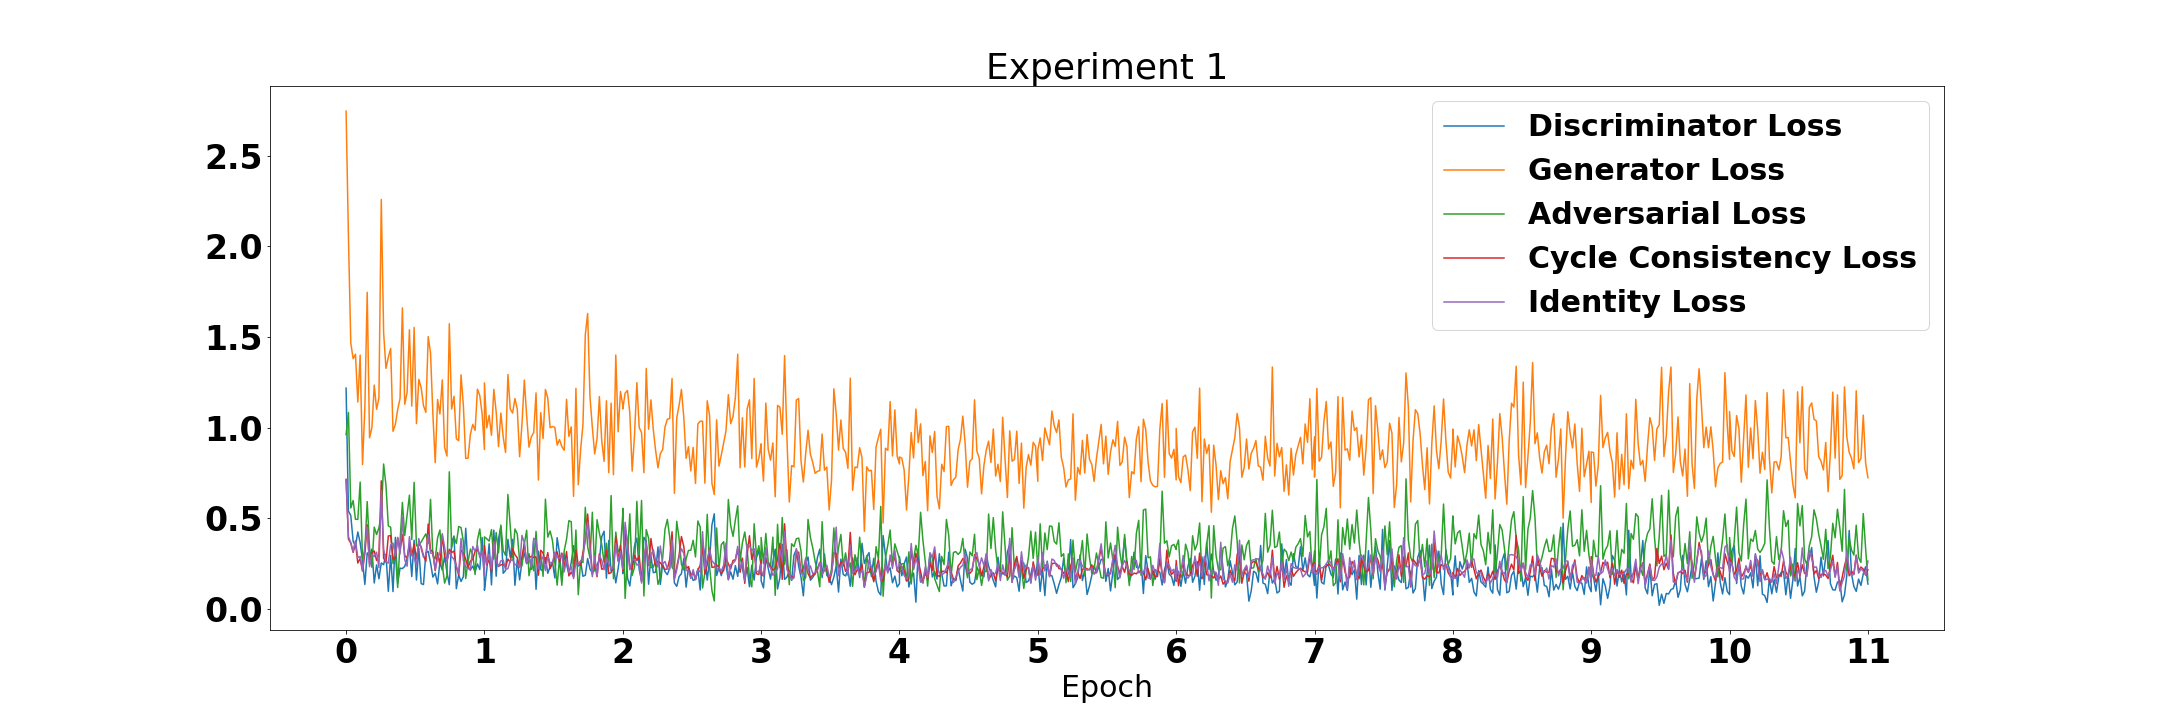 Experiment 1
Discriminator Loss
Generator Loss
Adversarial Loss
Cycle Consistency Loss
Identity Loss
2.5
2.0
1.5
1.0
0.5
0.0
0 1 2 3 4 5 6 7 8 9 10 11
Epoch